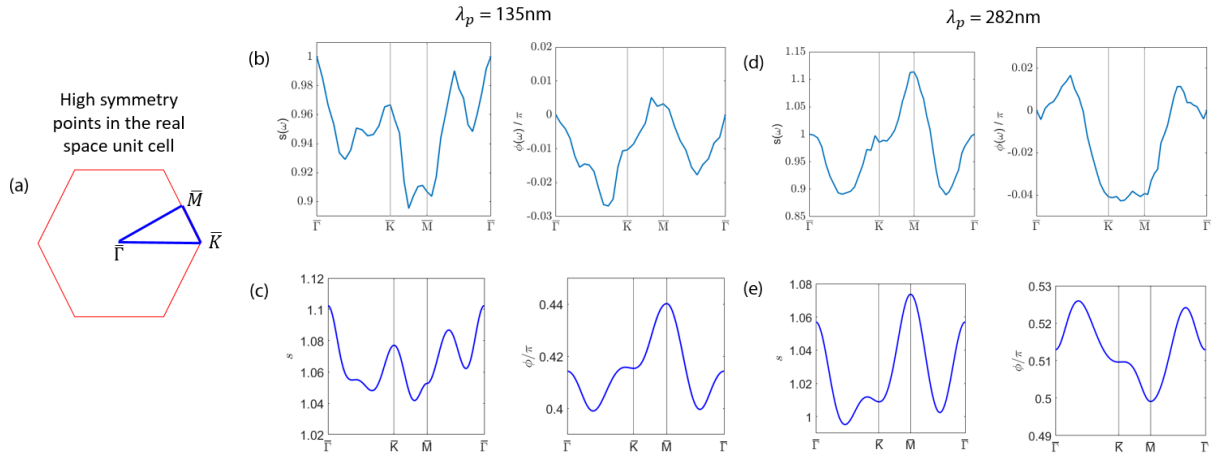 λₚ = 135nm
λₚ = 282nm
High symmetry
points in the real
space unit cell
(a)
M̅
Γ̅
K̅
(b)
s(ω)
1
0.98
0.96
0.94
0.92
0.9
Γ̅ K̅ M̅ Γ̅
ϕ(ω) / π
0.02
0.01
0
-0.01
-0.02
-0.03
Γ̅ K̅ M̅ Γ̅
(c)
s
1.12
1.1
1.08
1.06
1.04
1.02
Γ̅ K̅ M̅ Γ̅
ϕ/π
0.44
0.42
0.4
Γ̅ K̅ M̅ Γ̅
(d)
s(ω)
1.15
1.1
1.05
1
0.95
0.9
0.85
Γ̅ K̅ M̅ Γ̅
ϕ(ω)/ π
0.02
0
-0.02
-0.04
Γ̅ K̅ M̅ Γ̅
(e)
s
1.08
1.06
1.04
1.02
1
Γ̅ K̅ M̅ Γ̅
ϕ/π
0.53
0.52
0.51
0.5
0.49
Γ̅ K̅ M̅ Γ̅